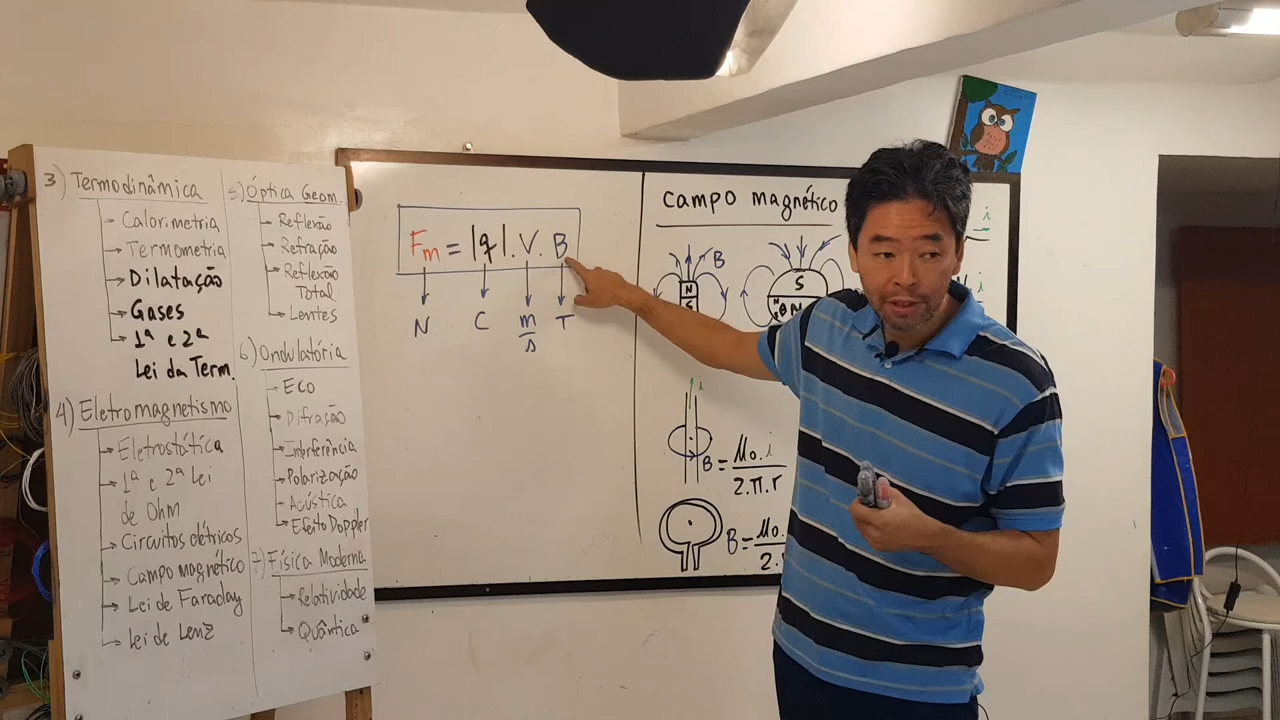 3) Termodinâmica
Calorimetria
Termometria
Dilatação
Gases
1ª e 2ª
Lei da Term.
4) Eletromagnetismo
Eletrostática
1ª e 2ª Lei
de Ohm
Circuitos elétricos
Campo magnético
Lei de Faraday
Lei de Lenz
5) Óptica Geom.
Reflexão
Refração
Reflexão
Total
Lentes
6) Ondulatória
Eco
Difração
Interferência
Polarização
Acústica
Efeito Doppler
7) Física Moderna
Relatividade
Quântica
Fm = |q|. V. B
N C m/s T
Campo magnético
B
N
S
S
N
i
i
B = μo. i / 2.π.r
B = μo. / 2.